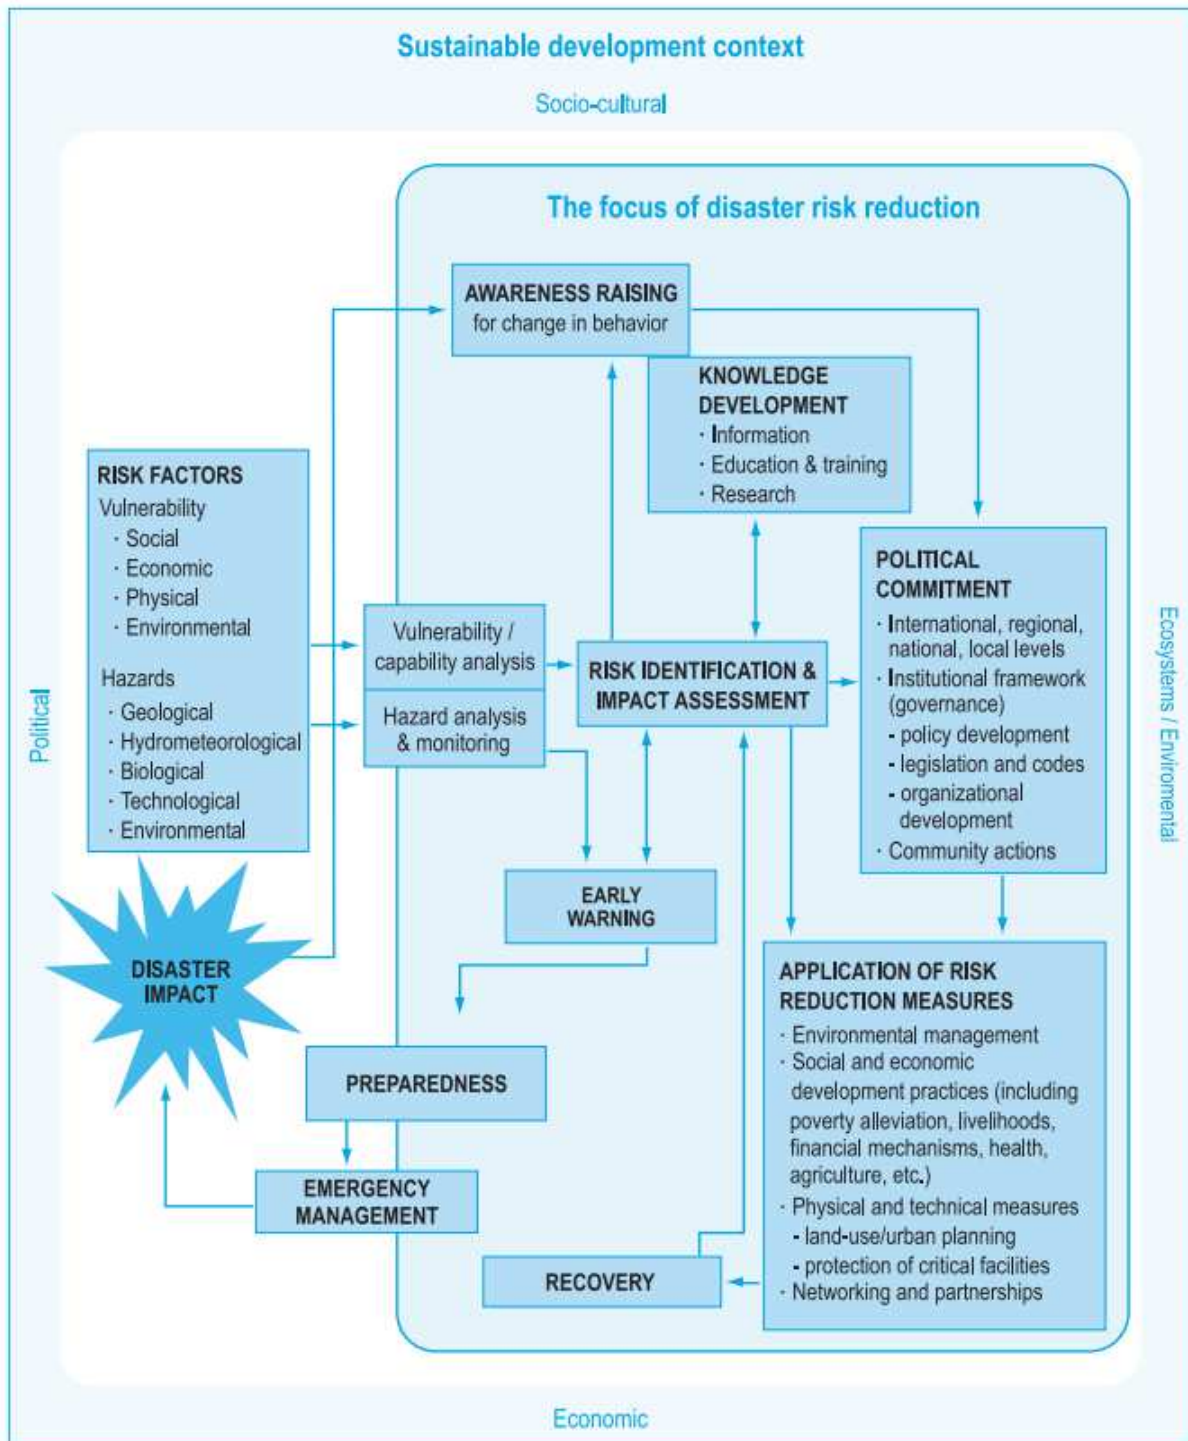 Sustainable development context
Socio-cultural
The focus of disaster risk reduction
AWARENESS RAISING
for change in behavior
KNOWLEDGE
DEVELOPMENT
· Information
· Education & training
· Research
RISK FACTORS
Vulnerability
· Social
· Economic
· Physical
· Environmental
Hazards
· Geological
· Hydrometeorological
· Biological
· Technological
· Environmental
Vulnerability /
capability analysis
Hazard analysis
& monitoring
RISK IDENTIFICATION &
IMPACT ASSESSMENT
POLITICAL
COMMITMENT
· International, regional,
national, local levels
· Institutional framework
(governance)
- policy development
- legislation and codes
- organizational
development
· Community actions
Political
Ecosystems / Enviromental
EARLY
WARNING
DISASTER
IMPACT
APPLICATION OF RISK
REDUCTION MEASURES
· Environmental management
· Social and economic
development practices (including
poverty alleviation, livelihoods,
financial mechanisms, health,
agriculture, etc.)
· Physical and technical measures
- land-use/urban planning
- protection of critical facilities
· Networking and partnerships
PREPAREDNESS
EMERGENCY
MANAGEMENT
RECOVERY
Economic